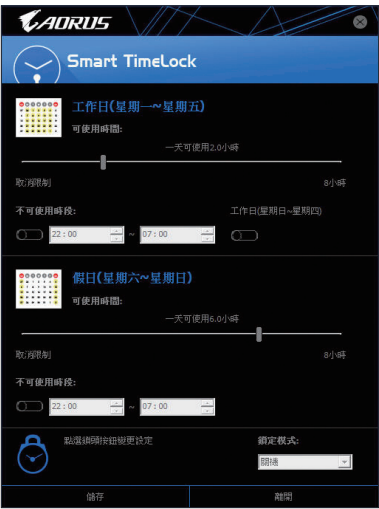 AORUS
Smart TimeLock
工作日(星期一~星期五)
可使用時間:
一天可使用2.0小時
取消限制 8小時
不可使用時段: 工作日(星期日~星期四)
22:00 ~ 07:00
假日(星期六~星期日)
可使用時間:
一天可使用6.0小時
取消限制 8小時
不可使用時段:
22:00 ~ 07:00
點選鎖頭按鈕變更設定 鎖定模式:
關機
儲存 離開